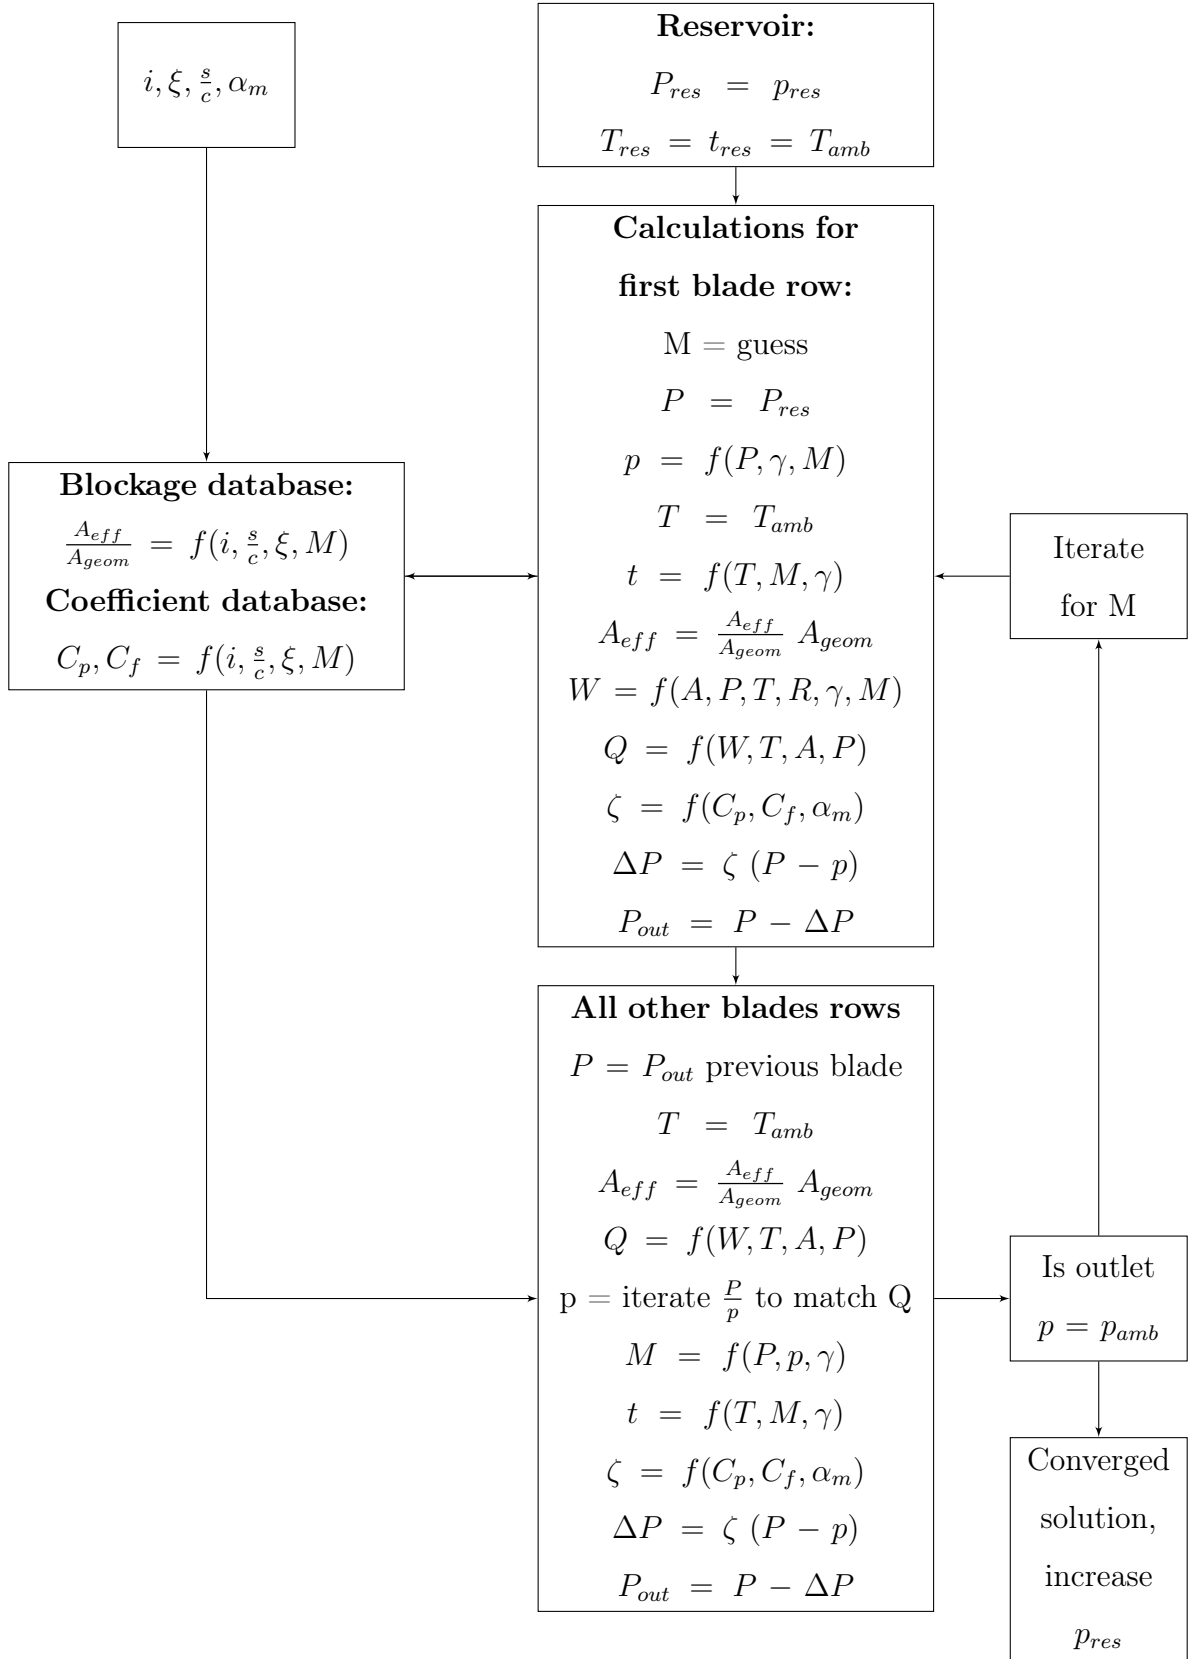 i, ξ, s/c, α_m
Reservoir:
P_res = p_res
T_res = t_res = T_amb
Calculations for
first blade row:
M = guess
P = P_res
p = f(P, γ, M)
T = T_amb
t = f(T, M, γ)
A_eff = A_eff/A_geom A_geom
W = f(A, P, T, R, γ, M)
Q = f(W, T, A, P)
ζ = f(C_p, C_f, α_m)
ΔP = ζ (P − p)
P_out = P − ΔP
Blockage database:
A_eff/A_geom = f(i, s/c, ξ, M)
Coefficient database:
C_p, C_f = f(i, s/c, ξ, M)
Iterate
for M
All other blades rows
P = P_out previous blade
T = T_amb
A_eff = A_eff/A_geom A_geom
Q = f(W, T, A, P)
p = iterate P/p to match Q
M = f(P, p, γ)
t = f(T, M, γ)
ζ = f(C_p, C_f, α_m)
ΔP = ζ (P − p)
P_out = P − ΔP
Is outlet
p = p_amb
Converged
solution,
increase
p_res